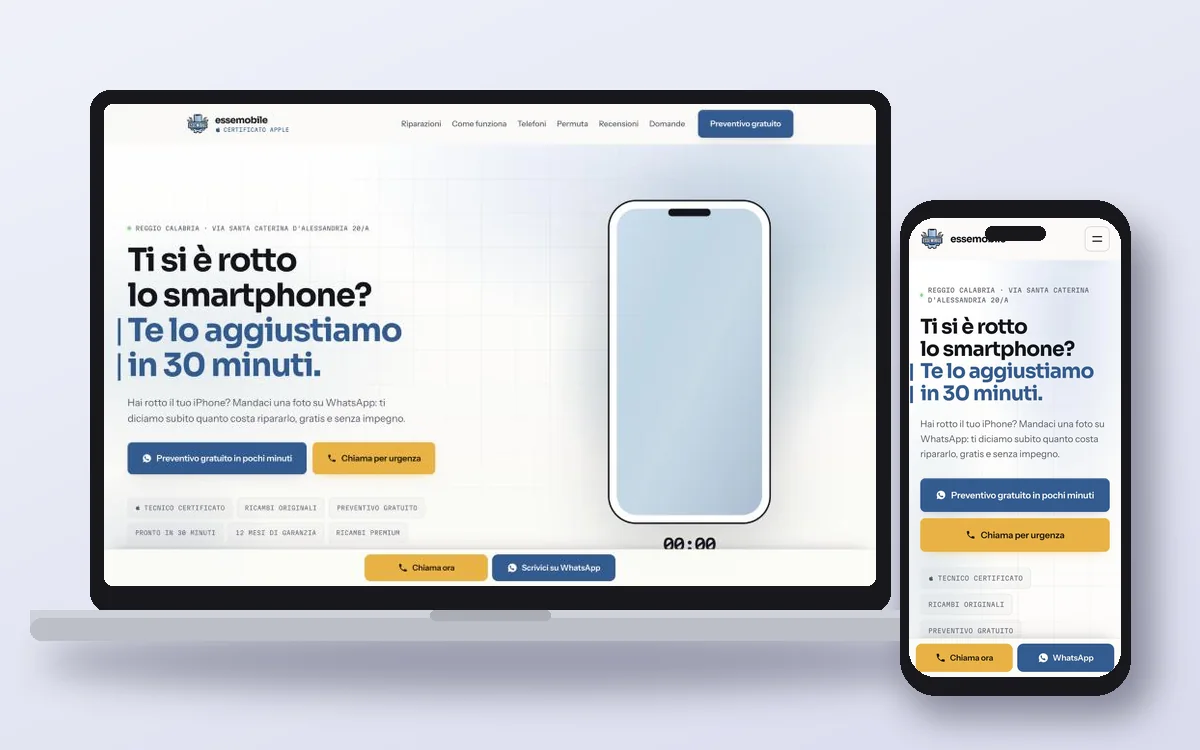 essemobile
CERTIFICATO APPLE
Riparazioni Come funziona Telefoni Permuta Recensioni Domande Preventivo gratuito
REGGIO CALABRIA · VIA SANTA CATERINA D'ALESSANDRIA 20/A
Ti si è rotto
lo smartphone?
Te lo aggiustiamo
in 30 minuti.
Hai rotto il tuo iPhone? Mandaci una foto su WhatsApp: ti
diciamo subito quanto costa ripararlo, gratis e senza impegno.
Preventivo gratuito in pochi minuti Chiama per urgenza
TECNICO CERTIFICATO RICAMBI ORIGINALI PREVENTIVO GRATUITO
PRONTO IN 30 MINUTI 12 MESI DI GARANZIA RICAMBI PREMIUM
00:00
Chiama ora Scrivici su WhatsApp
essemobile
REGGIO CALABRIA · VIA SANTA CATERINA
D'ALESSANDRIA 20/A
Ti si è rotto
lo smartphone?
Te lo aggiustiamo
in 30 minuti.
Hai rotto il tuo iPhone? Mandaci una foto su
WhatsApp: ti diciamo subito quanto costa
ripararlo, gratis e senza impegno.
Preventivo gratuito in pochi minuti
Chiama per urgenza
TECNICO CERTIFICATO
RICAMBI ORIGINALI
PREVENTIVO GRATUITO
Chiama ora WhatsApp